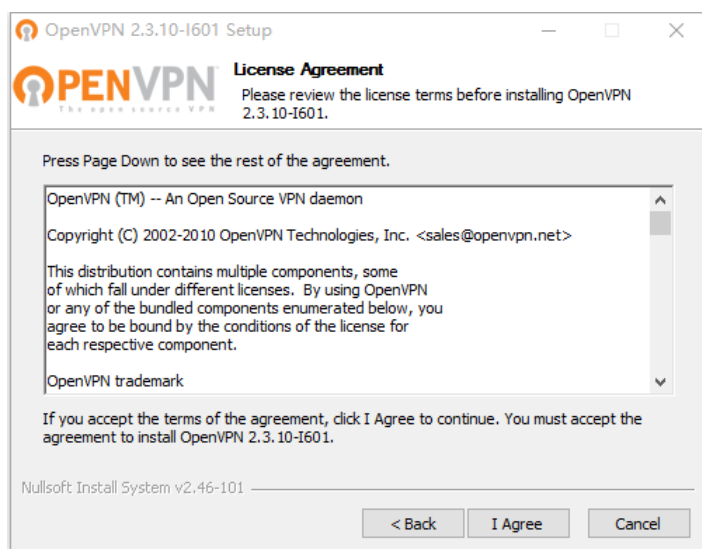 OpenVPN 2.3.10-I601 Setup
OPENVPN
The open source VPN
License Agreement
Please review the license terms before installing OpenVPN
2.3.10-I601.
Press Page Down to see the rest of the agreement.
OpenVPN (TM) -- An Open Source VPN daemon
Copyright (C) 2002-2010 OpenVPN Technologies, Inc. <sales@openvpn.net>
This distribution contains multiple components, some
of which fall under different licenses.  By using OpenVPN
or any of the bundled components enumerated below, you
agree to be bound by the conditions of the license for
each respective component.
OpenVPN trademark
If you accept the terms of the agreement, click I Agree to continue. You must accept the
agreement to install OpenVPN 2.3.10-I601.
Nullsoft Install System v2.46-101
< Back I Agree Cancel